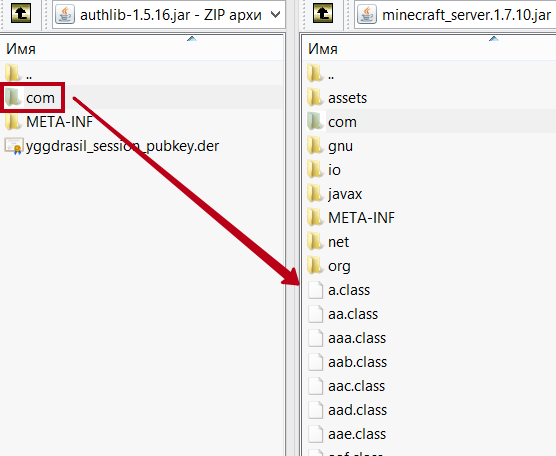 authlib-1.5.16.jar - ZIP архи
Имя
..
com
META-INF
yggdrasil_session_pubkey.der
minecraft_server.1.7.10.jar
Имя
..
assets
com
gnu
io
javax
META-INF
net
org
a.class
aa.class
aaa.class
aab.class
aac.class
aad.class
aae.class
aaf.class